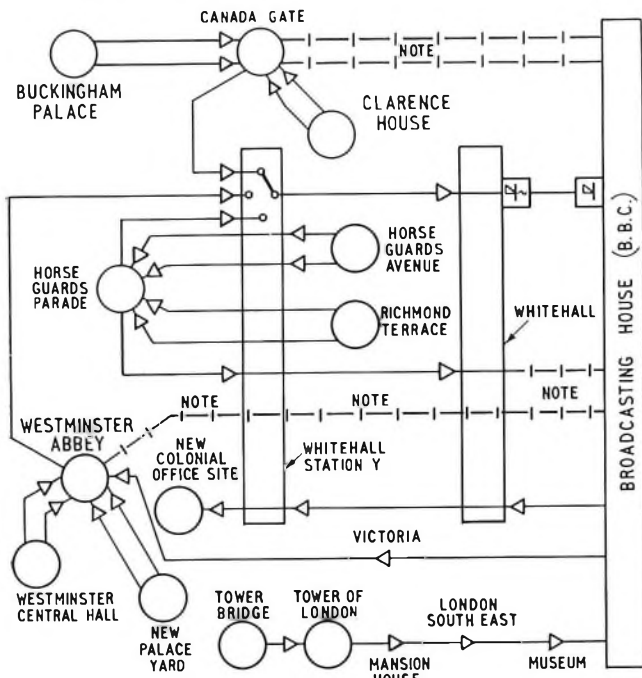 CANADA GATE
NOTE
BUCKINGHAM
PALACE
CLARENCE
HOUSE
HORSE
GUARDS
AVENUE
HORSE
GUARDS
PARADE
RICHMOND
TERRACE
WHITEHALL
NOTE
NOTE
NOTE
WESTMINSTER
ABBEY
NEW
COLONIAL
OFFICE SITE
WHITEHALL
STATION Y
VICTORIA
WESTMINSTER
CENTRAL HALL
NEW
PALACE
YARD
TOWER
BRIDGE
TOWER OF
LONDON
LONDON
SOUTH EAST
MANSION
HOUSE
MUSEUM
BROADCASTING HOUSE (B.B.C.)